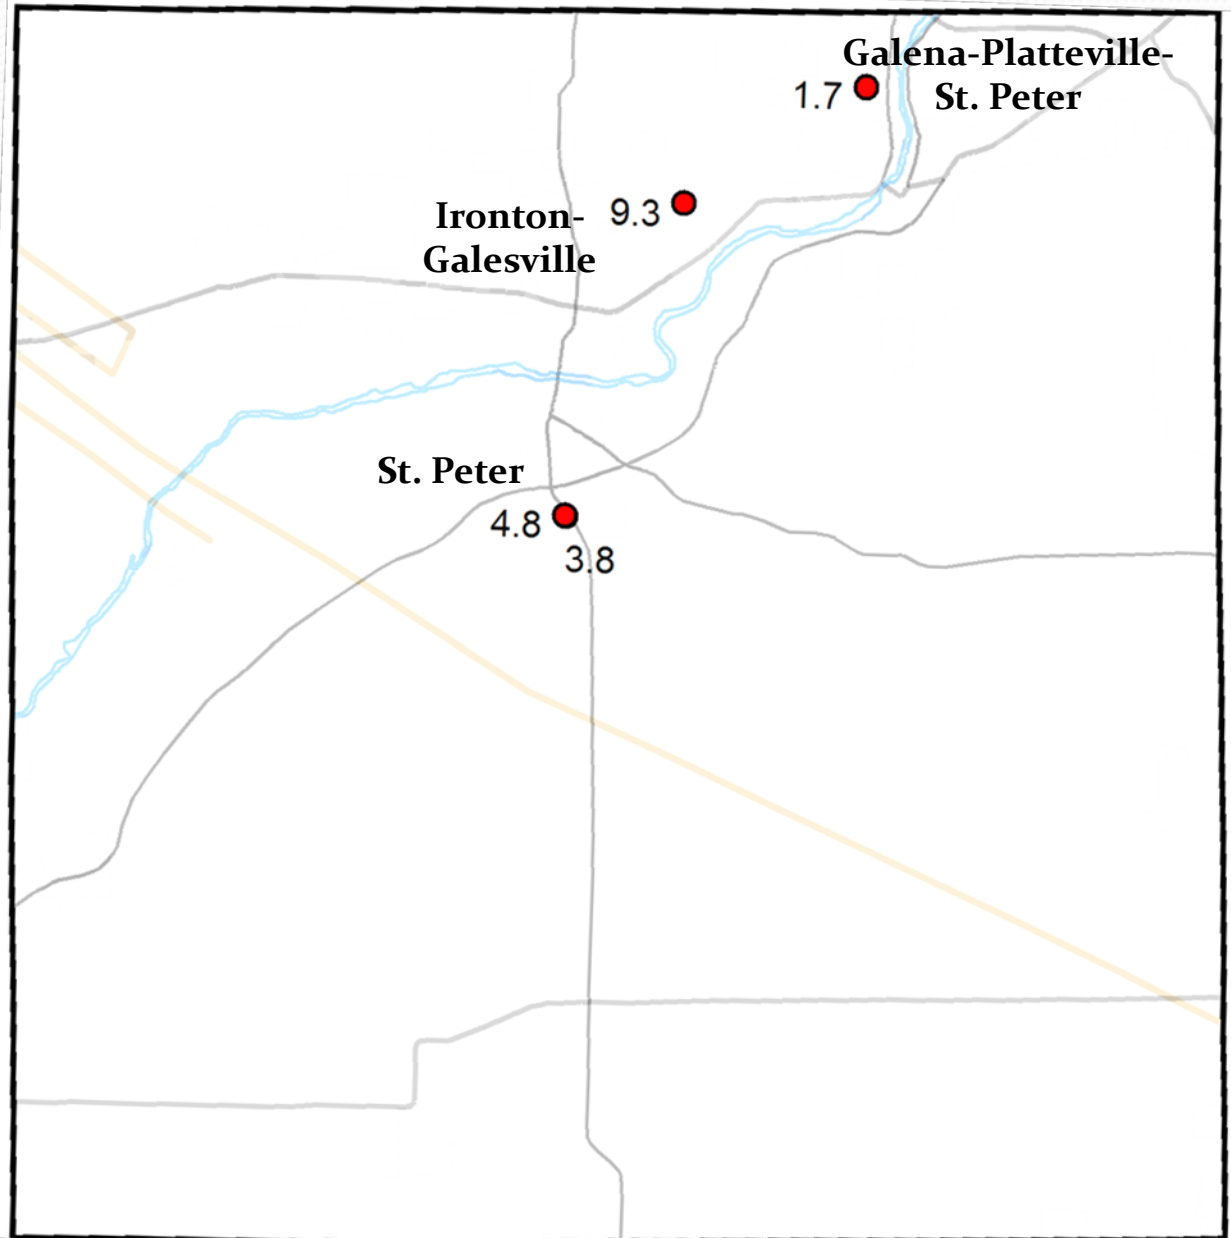 Galena-Platteville-
St. Peter
1.7
Ironton-
Galesville
9.3
St. Peter
4.8
3.8